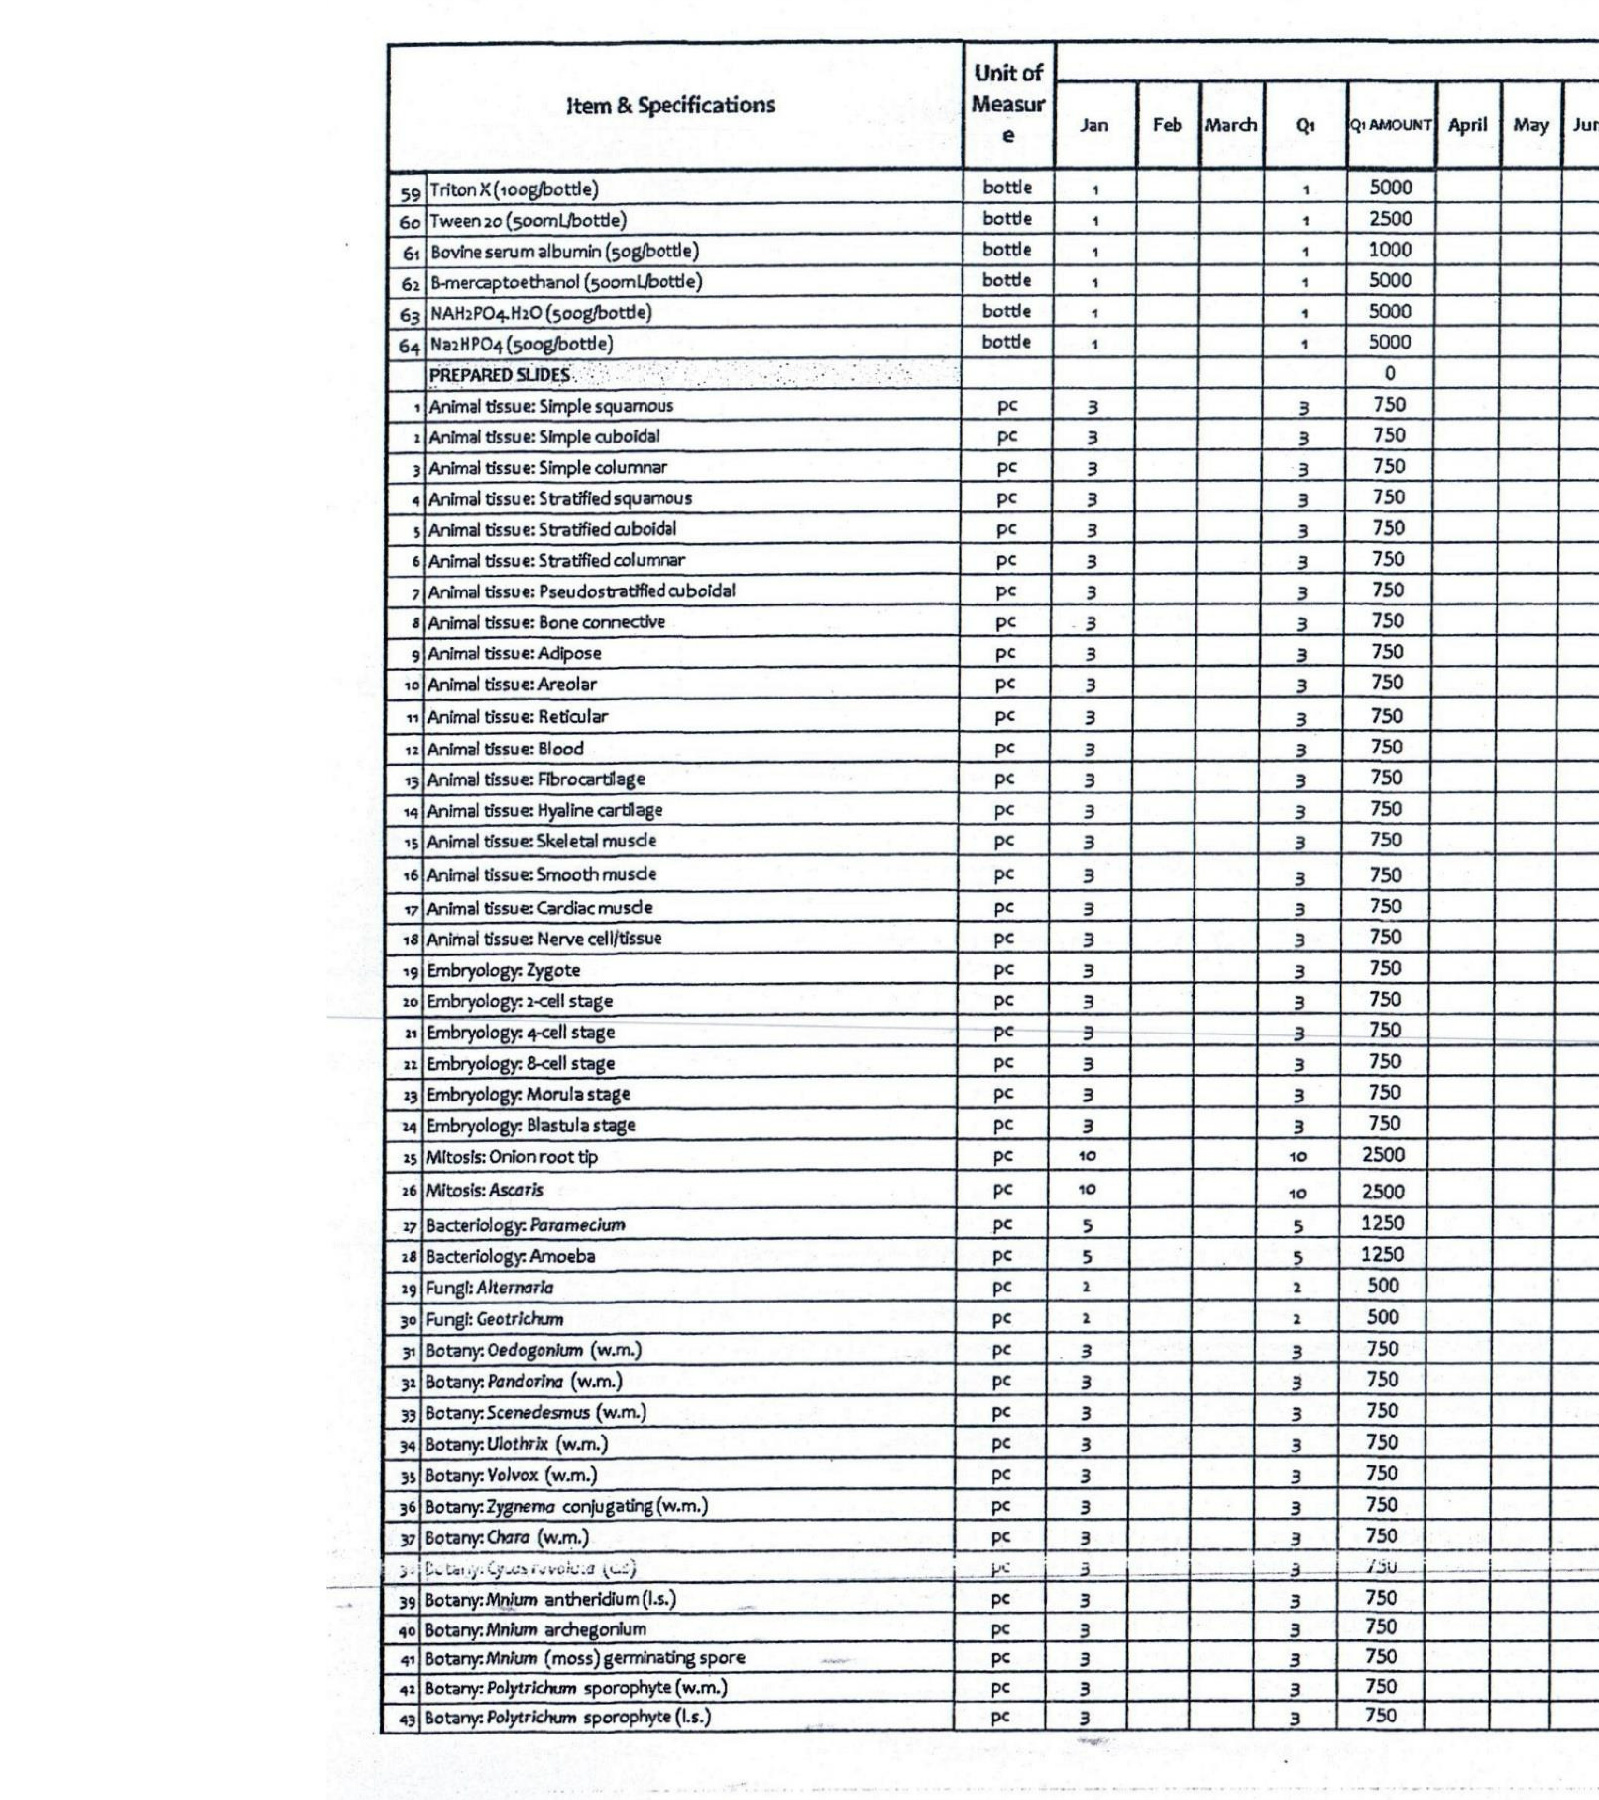 Item & Specifications
Unit of Measur e
Jan Feb March Q1 Q1 AMOUNT April May Jun
59 Triton X (100g/bottle) bottle 1 1 5000
60 Tween 20 (500mL/bottle) bottle 1 1 2500
61 Bovine serum albumin (50g/bottle) bottle 1 1 1000
62 B-mercaptoethanol (500mL/bottle) bottle 1 1 5000
63 NAH2PO4.H2O (500g/bottle) bottle 1 1 5000
64 Na2HPO4 (500g/bottle) bottle 1 1 5000
PREPARED SLIDES 0
1 Animal tissue: Simple squamous pc 3 3 750
2 Animal tissue: Simple cuboidal pc 3 3 750
3 Animal tissue: Simple columnar pc 3 3 750
4 Animal tissue: Stratified squamous pc 3 3 750
5 Animal tissue: Stratified cuboidal pc 3 3 750
6 Animal tissue: Stratified columnar pc 3 3 750
7 Animal tissue: Pseudostratified cuboidal pc 3 3 750
8 Animal tissue: Bone connective pc 3 3 750
9 Animal tissue: Adipose pc 3 3 750
10 Animal tissue: Areolar pc 3 3 750
11 Animal tissue: Reticular pc 3 3 750
12 Animal tissue: Blood pc 3 3 750
13 Animal tissue: Fibrocartilage pc 3 3 750
14 Animal tissue: Hyaline cartilage pc 3 3 750
15 Animal tissue: Skeletal muscle pc 3 3 750
16 Animal tissue: Smooth muscle pc 3 3 750
17 Animal tissue: Cardiac muscle pc 3 3 750
18 Animal tissue: Nerve cell/tissue pc 3 3 750
19 Embryology: Zygote pc 3 3 750
20 Embryology: 2-cell stage pc 3 3 750
21 Embryology: 4-cell stage pc 3 3 750
22 Embryology: 8-cell stage pc 3 3 750
23 Embryology: Morula stage pc 3 3 750
24 Embryology: Blastula stage pc 3 3 750
25 Mitosis: Onion root tip pc 10 10 2500
26 Mitosis: Ascaris pc 10 10 2500
27 Bacteriology: Paramecium pc 5 5 1250
28 Bacteriology: Amoeba pc 5 5 1250
29 Fungi: Alternaria pc 2 2 500
30 Fungi: Geotrichum pc 2 2 500
31 Botany: Oedogonium (w.m.) pc 3 3 750
32 Botany: Pandorina (w.m.) pc 3 3 750
33 Botany: Scenedesmus (w.m.) pc 3 3 750
34 Botany: Ulothrix (w.m.) pc 3 3 750
35 Botany: Volvox (w.m.) pc 3 3 750
36 Botany: Zygnema conjugating (w.m.) pc 3 3 750
37 Botany: Chara (w.m.) pc 3 3 750
Botany: pc 3 3 750
39 Botany: Mnium antheridium (l.s.) pc 3 3 750
40 Botany: Mnium archegonium pc 3 3 750
41 Botany: Mnium (moss) germinating spore pc 3 3 750
42 Botany: Polytrichum sporophyte (w.m.) pc 3 3 750
43 Botany: Polytrichum sporophyte (l.s.) pc 3 3 750